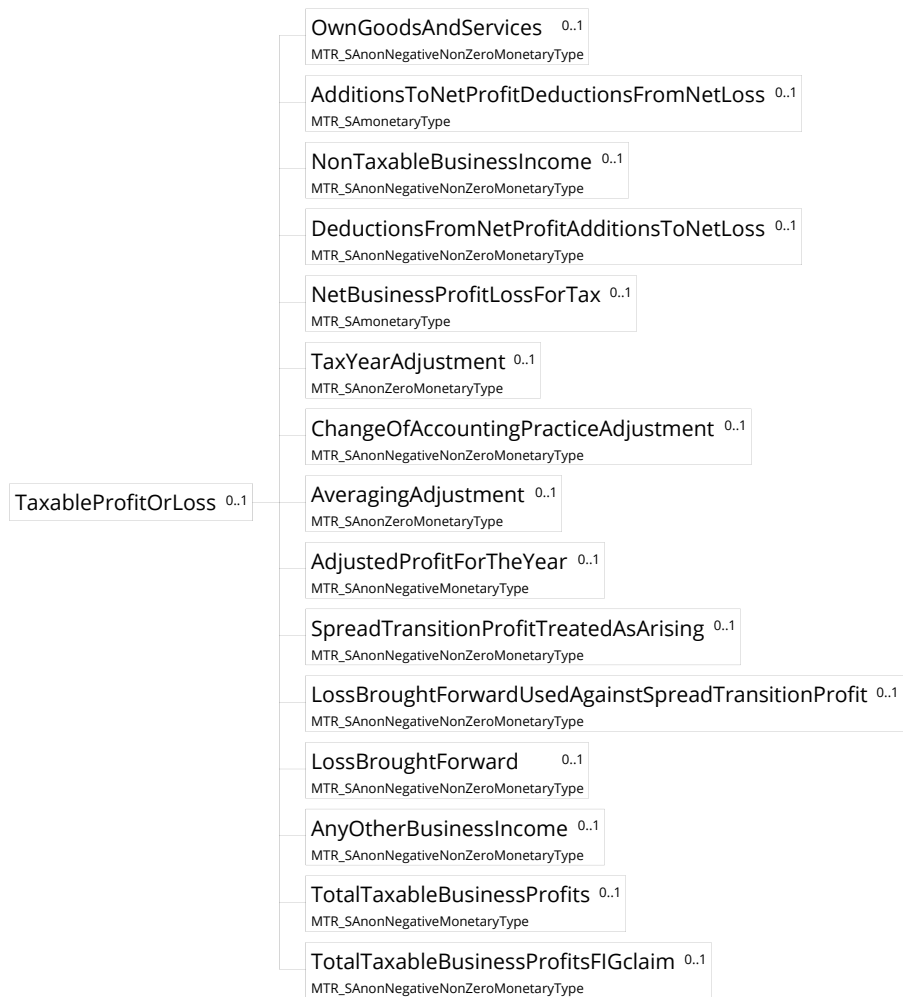 OwnGoodsAndServices 0..1
MTR_SAnonNegativeNonZeroMonetaryType
AdditionsToNetProfitDeductionsFromNetLoss 0..1
MTR_SAmonetaryType
NonTaxableBusinessIncome 0..1
MTR_SAnonNegativeNonZeroMonetaryType
DeductionsFromNetProfitAdditionsToNetLoss 0..1
MTR_SAnonNegativeNonZeroMonetaryType
NetBusinessProfitLossForTax 0..1
MTR_SAmonetaryType
TaxYearAdjustment 0..1
MTR_SAnonZeroMonetaryType
ChangeOfAccountingPracticeAdjustment 0..1
MTR_SAnonNegativeNonZeroMonetaryType
TaxableProfitOrLoss 0..1
AveragingAdjustment 0..1
MTR_SAnonZeroMonetaryType
AdjustedProfitForTheYear 0..1
MTR_SAnonNegativeMonetaryType
SpreadTransitionProfitTreatedAsArising 0..1
MTR_SAnonNegativeNonZeroMonetaryType
LossBroughtForwardUsedAgainstSpreadTransitionProfit 0..1
MTR_SAnonNegativeNonZeroMonetaryType
LossBroughtForward 0..1
MTR_SAnonNegativeNonZeroMonetaryType
AnyOtherBusinessIncome 0..1
MTR_SAnonNegativeNonZeroMonetaryType
TotalTaxableBusinessProfits 0..1
MTR_SAnonNegativeMonetaryType
TotalTaxableBusinessProfitsFIGclaim 0..1
MTR_SAnonNegativeNonZeroMonetaryType